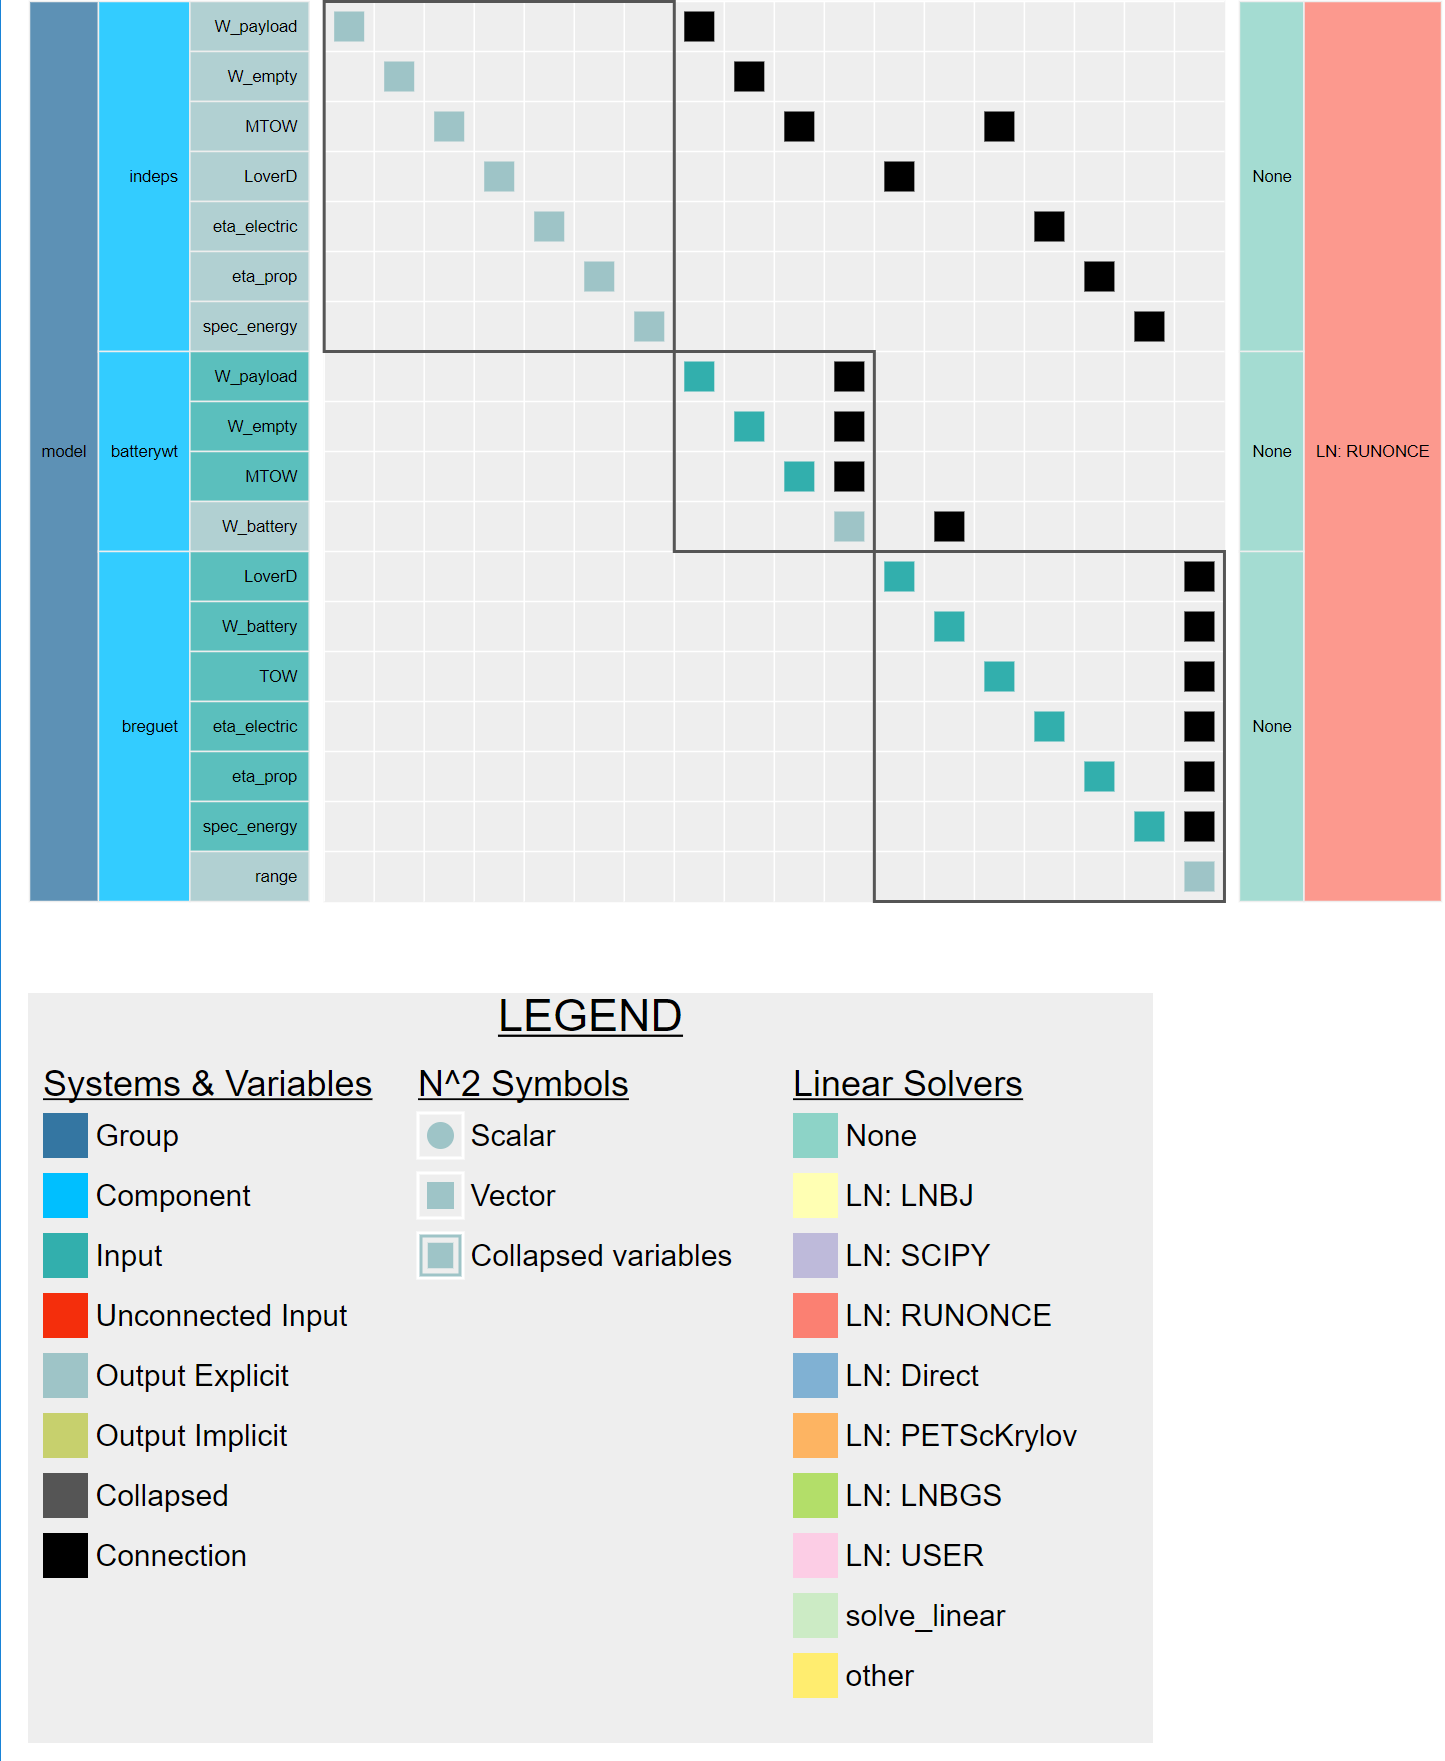 W_payload
W_empty
MTOW
LoverD
indeps
None
eta_electric
eta_prop
spec_energy
W_payload
W_empty
model
batterywt
None
LN: RUNONCE
MTOW
W_battery
LoverD
W_battery
TOW
breguet
eta_electric
None
eta_prop
spec_energy
range
LEGEND
Systems & Variables
N^2 Symbols
Linear Solvers
Group
Scalar
None
Component
Vector
LN: LNBJ
Input
Collapsed variables
LN: SCIPY
Unconnected Input
LN: RUNONCE
Output Explicit
LN: Direct
Output Implicit
LN: PETScKrylov
Collapsed
LN: LNBGS
Connection
LN: USER
solve_linear
other